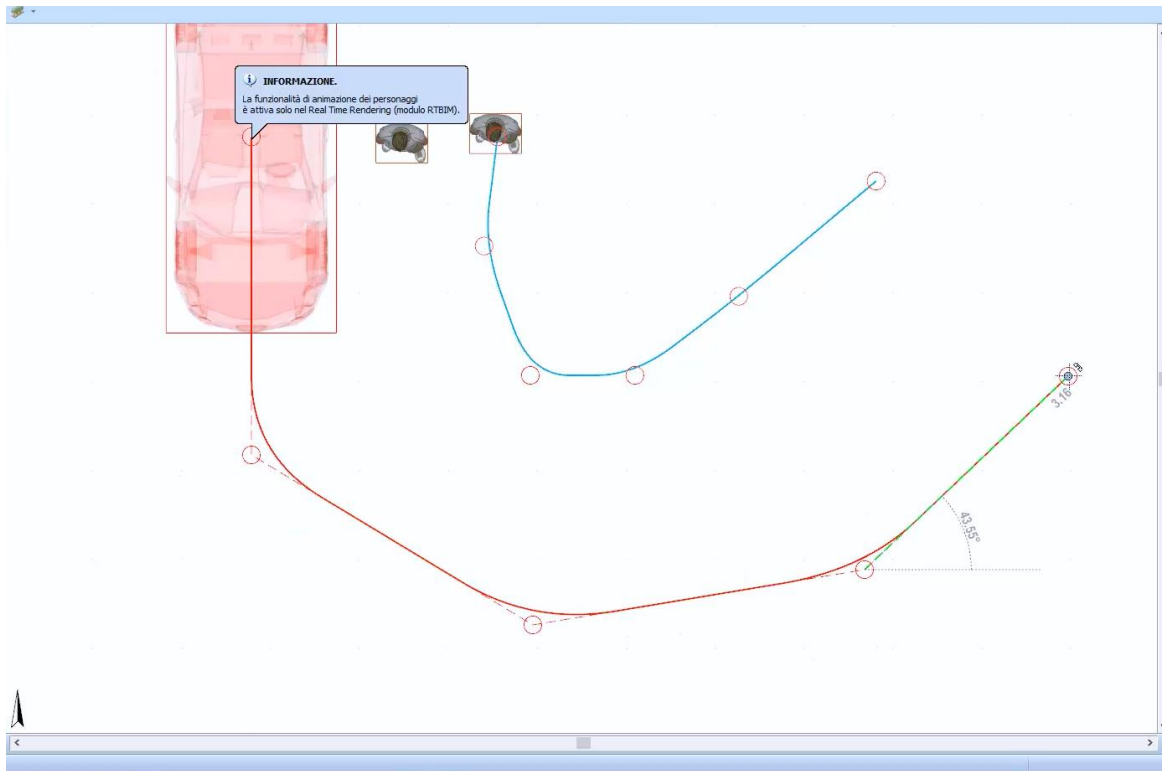 INFORMAZIONE.
La funzionalità di animazione dei personaggi
è attiva solo nel Real Time Rendering (modulo RTBIM).
3.16
43.55°